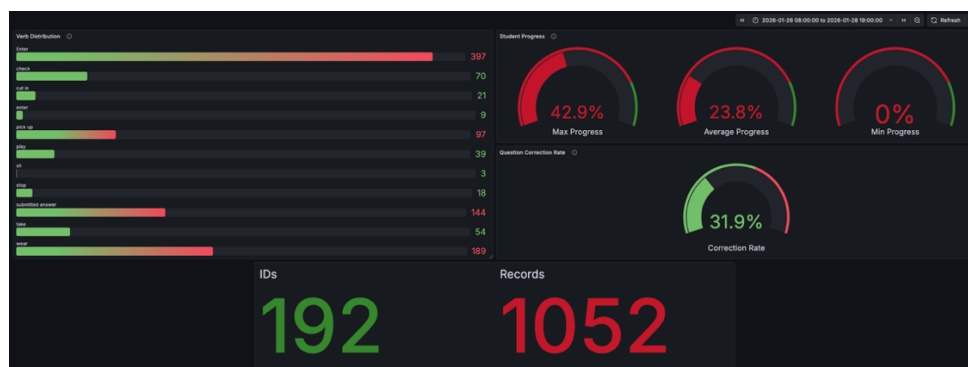 2026-01-26 08:00:00 to 2026-01-28 19:00:00
Refresh
Verb Distribution
Enter
397
check
70
cut in
21
enter
9
pick up
97
play
39
sit
3
stop
18
submitted answer
144
take
54
wear
189
Student Progress
42.9%
Max Progress
23.8%
Average Progress
0%
Min Progress
Question Correction Rate
31.9%
Correction Rate
IDs
192
Records
1052